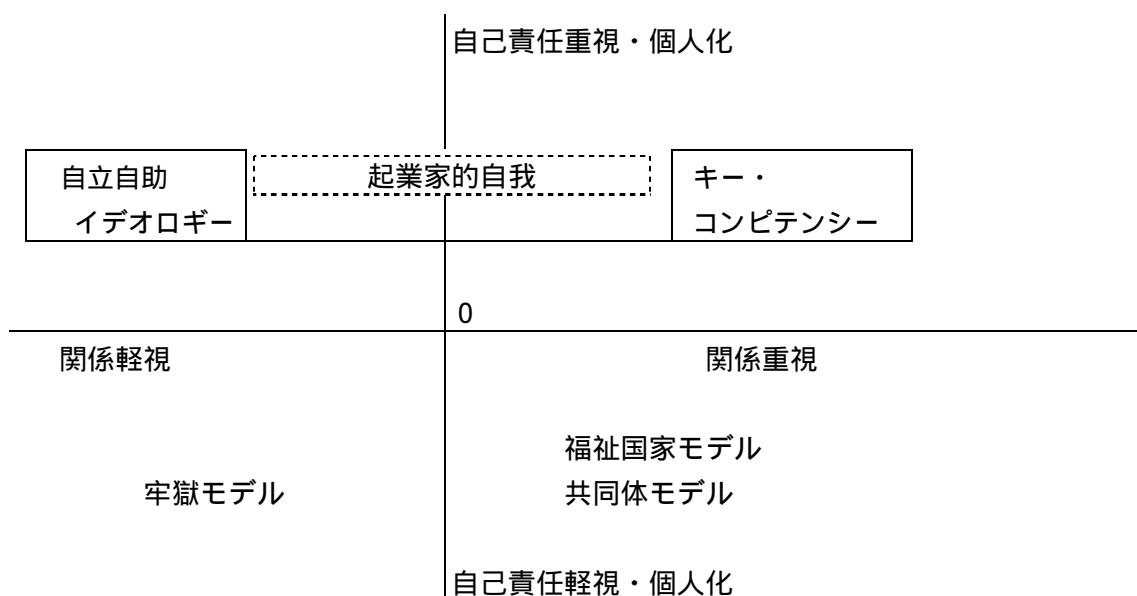 自己責任重視・個人化
自立自助
イデオロギー
起業家的自我
キー・
コンピテンシー
0
関係軽視
関係重視
福祉国家モデル
牢獄モデル
共同体モデル
自己責任軽視・個人化